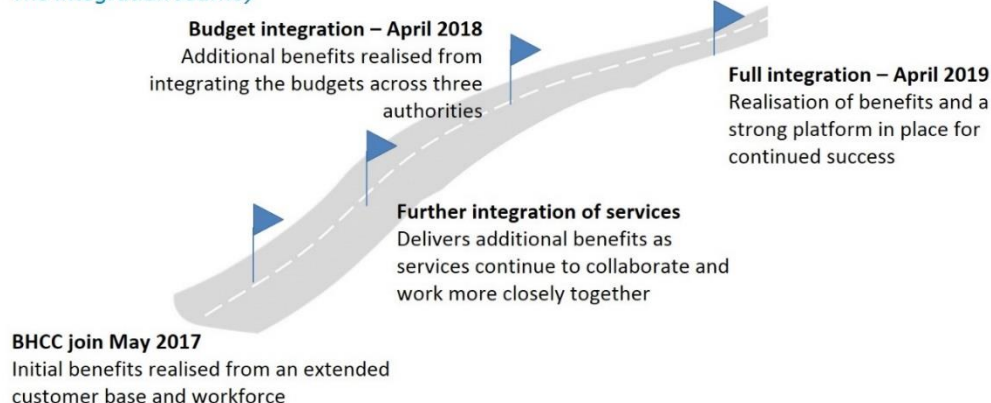 Budget integration – April 2018
Additional benefits realised from
integrating the budgets across three
authorities
Full integration – April 2019
Realisation of benefits and a
strong platform in place for
continued success
Further integration of services
Delivers additional benefits as
services continue to collaborate and
work more closely together
BHCC join May 2017
Initial benefits realised from an extended
customer base and workforce